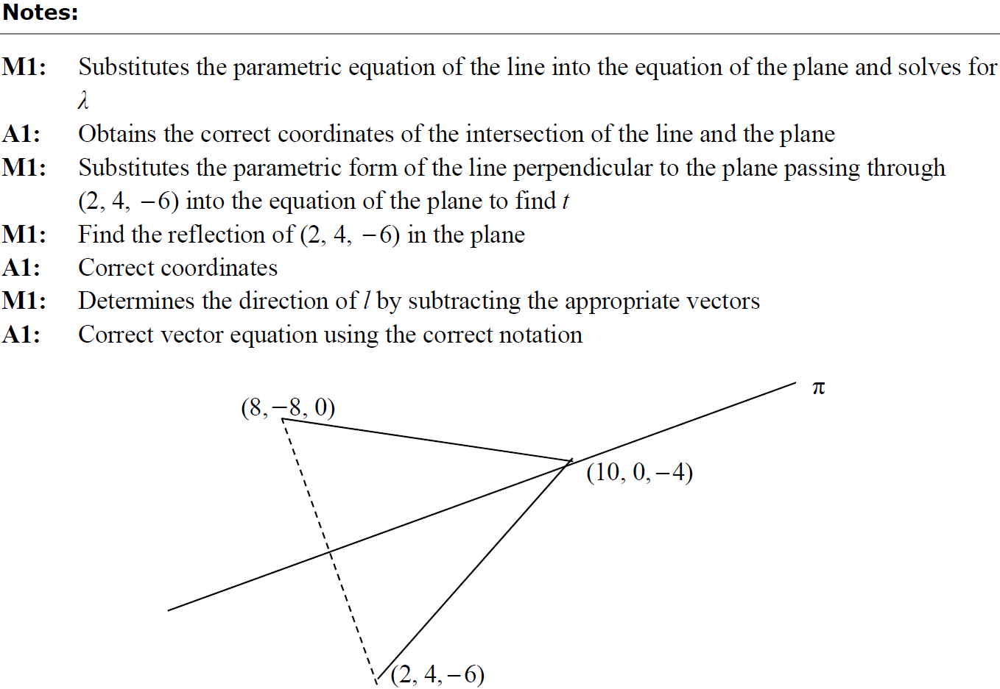 Notes:
M1: Substitutes the parametric equation of the line into the equation of the plane and solves for
λ
A1: Obtains the correct coordinates of the intersection of the line and the plane
M1: Substitutes the parametric form of the line perpendicular to the plane passing through
(2, 4, −6) into the equation of the plane to find t
M1: Find the reflection of (2, 4, −6) in the plane
A1: Correct coordinates
M1: Determines the direction of l by subtracting the appropriate vectors
A1: Correct vector equation using the correct notation
π
(8, −8, 0)
(10, 0, −4)
(2, 4, −6)